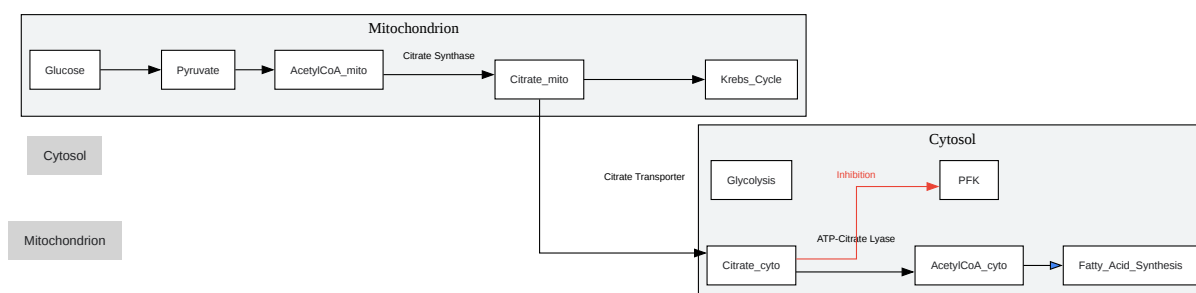 Mitochondrion
Glucose
Pyruvate
AcetylCoA_mito
Citrate Synthase
Citrate_mito
Krebs_Cycle
Cytosol
Mitochondrion
Citrate Transporter
Cytosol
Glycolysis
Inhibition
PFK
Citrate_cyto
ATP-Citrate Lyase
AcetylCoA_cyto
Fatty_Acid_Synthesis